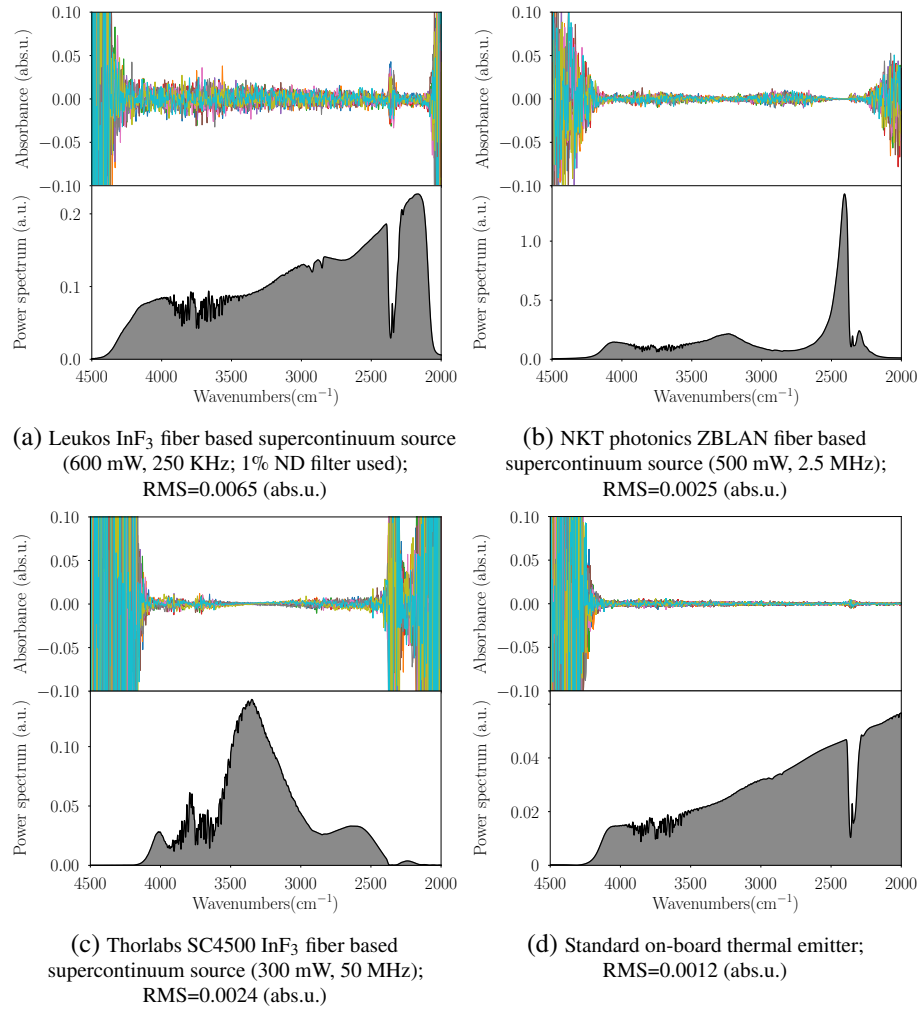 0.10
0.05
0.00
−0.05
−0.10
Absorbance (abs.u.)
0.2
0.1
0.0
Power spectrum (a.u.)
4500 4000 3500 3000 2500 2000
Wavenumbers(cm⁻¹)
(a) Leukos InF₃ fiber based supercontinuum source
(600 mW, 250 KHz; 1% ND filter used);
RMS=0.0065 (abs.u.)
0.10
0.05
0.00
−0.05
−0.10
Absorbance (abs.u.)
1.0
0.5
0.0
Power spectrum (a.u.)
4500 4000 3500 3000 2500 2000
Wavenumbers(cm⁻¹)
(b) NKT photonics ZBLAN fiber based
supercontinuum source (500 mW, 2.5 MHz);
RMS=0.0025 (abs.u.)
0.10
0.05
0.00
−0.05
−0.10
Absorbance (abs.u.)
0.10
0.05
0.00
Power spectrum (a.u.)
4500 4000 3500 3000 2500 2000
Wavenumbers(cm⁻¹)
(c) Thorlabs SC4500 InF₃ fiber based
supercontinuum source (300 mW, 50 MHz);
RMS=0.0024 (abs.u.)
0.10
0.05
0.00
−0.05
−0.10
Absorbance (abs.u.)
0.04
0.02
0
Power spectrum (a.u.)
4500 4000 3500 3000 2500 2000
Wavenumbers(cm⁻¹)
(d) Standard on-board thermal emitter;
RMS=0.0012 (abs.u.)